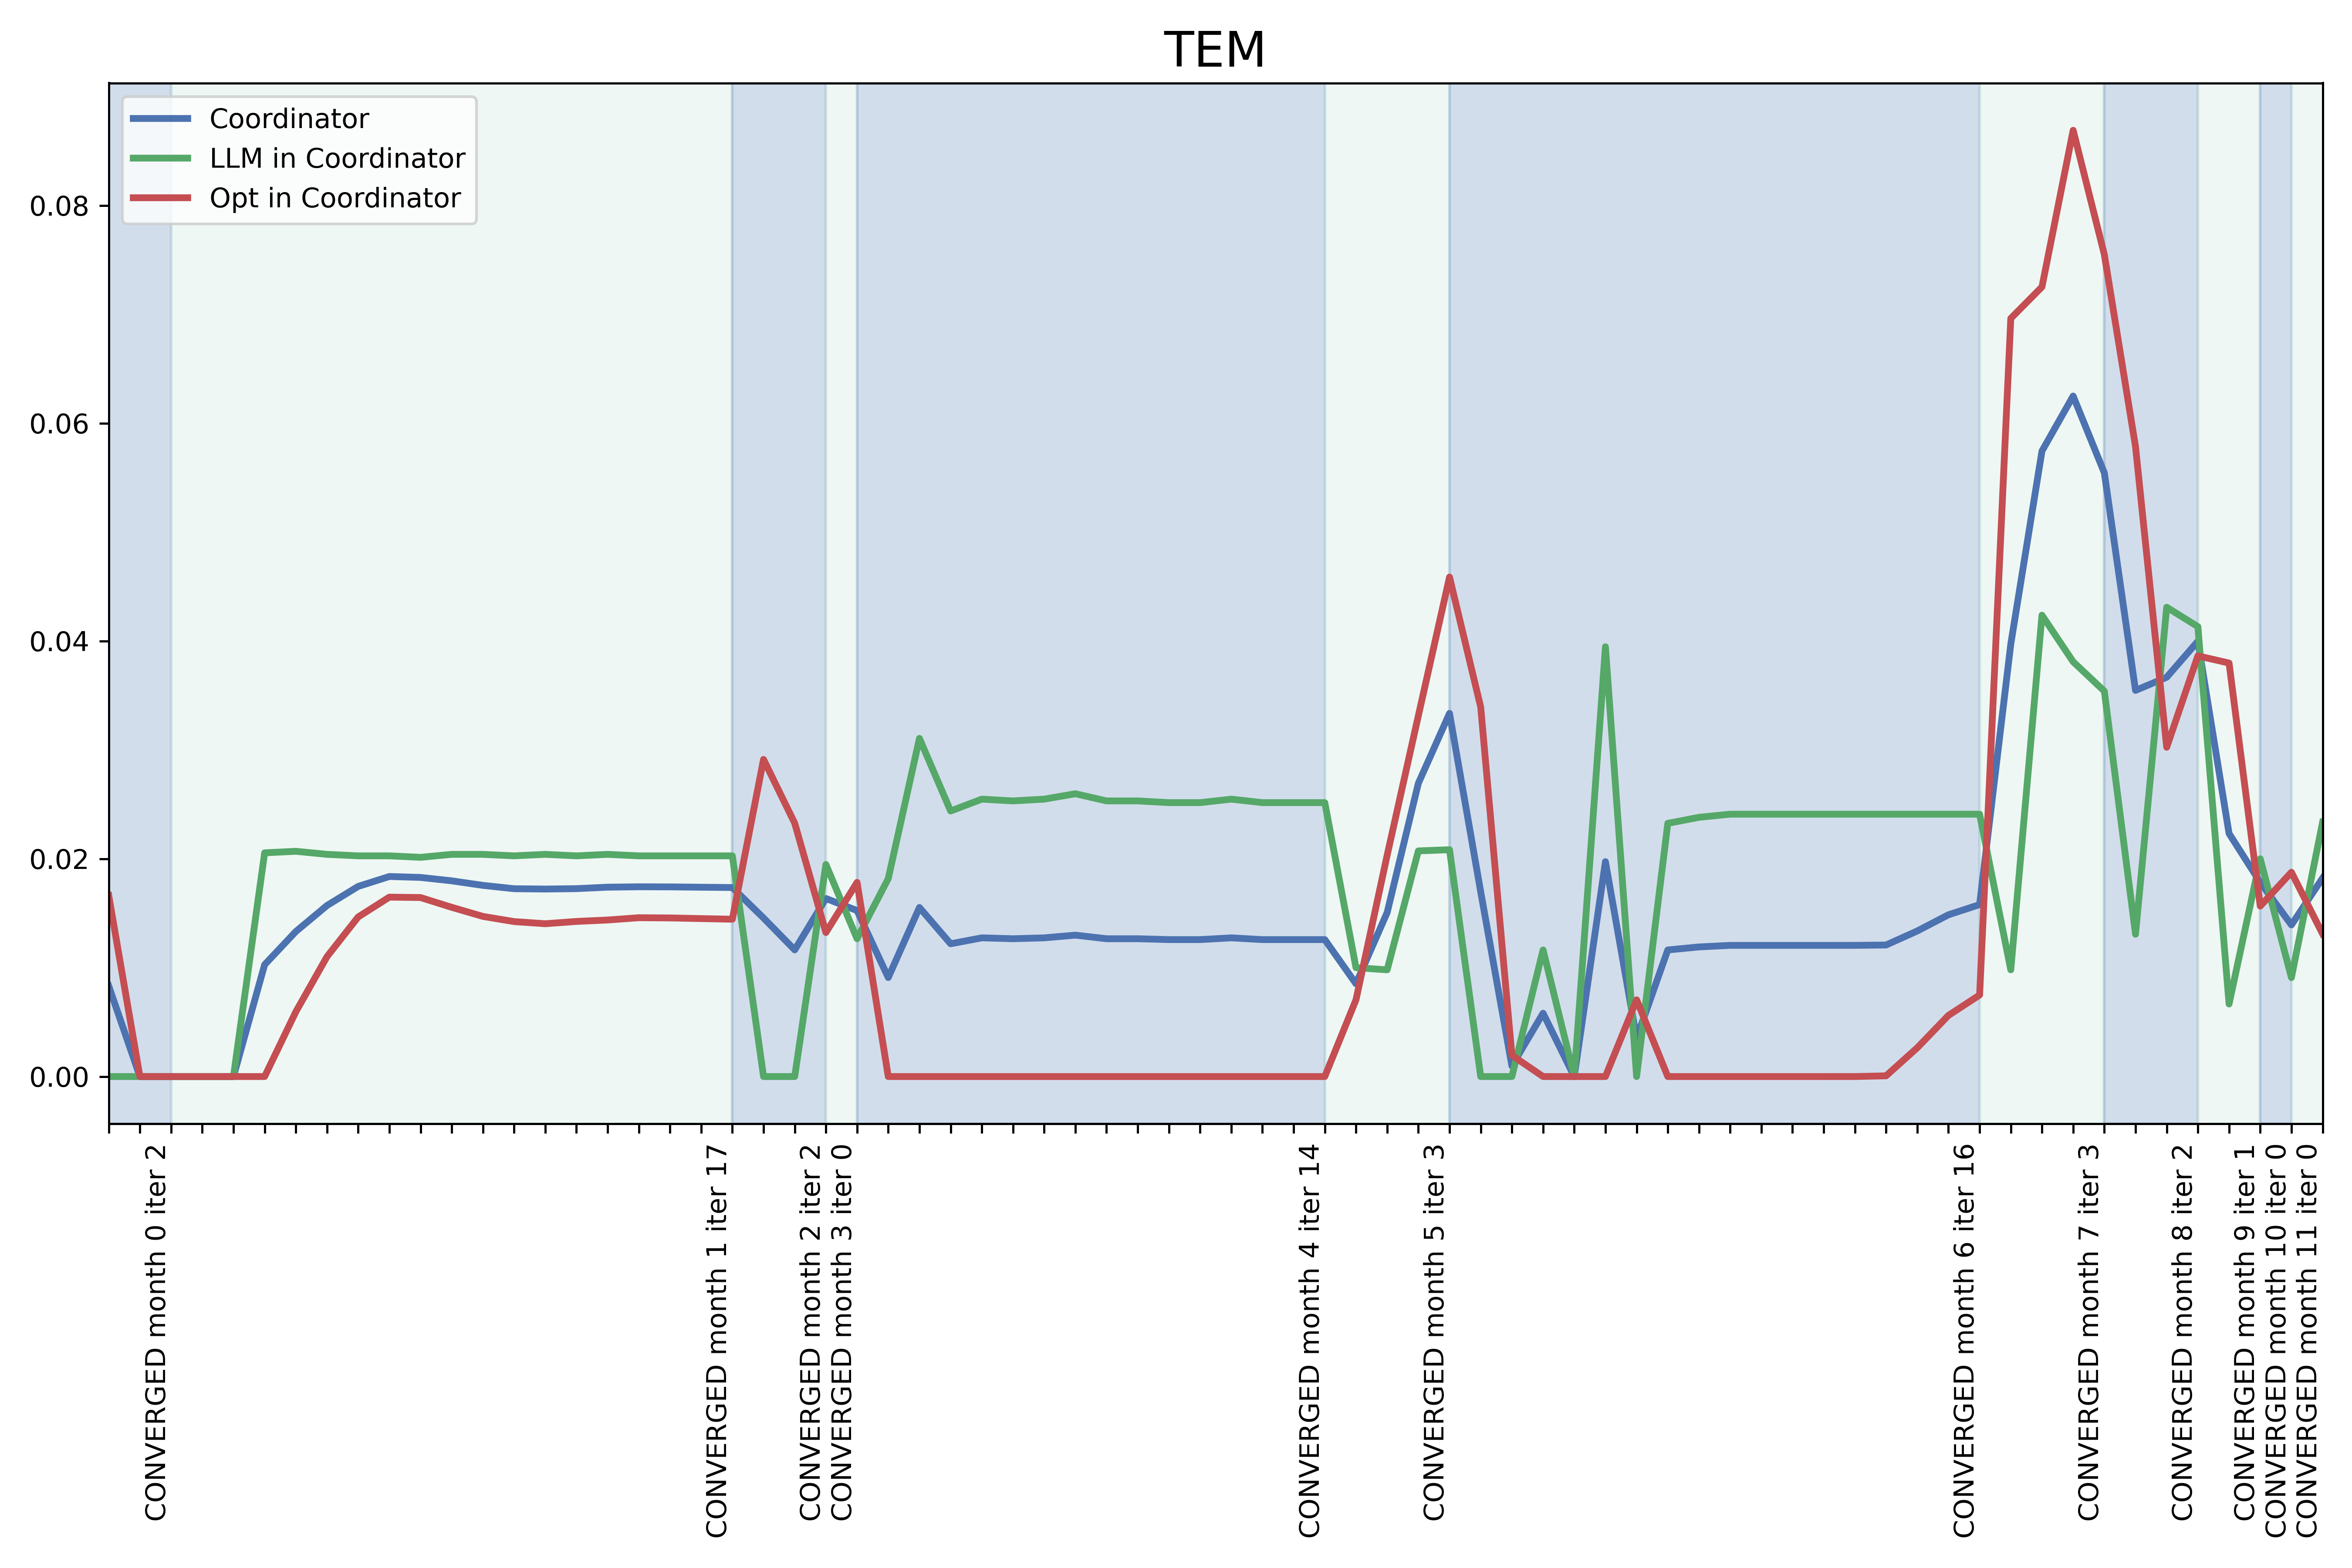 TEM
Coordinator
LLM in Coordinator
Opt in Coordinator
0.08
0.06
0.04
0.02
0.00
CONVERGED month 0 iter 2
CONVERGED month 1 iter 17
CONVERGED month 2 iter 2
CONVERGED month 3 iter 0
CONVERGED month 4 iter 14
CONVERGED month 5 iter 3
CONVERGED month 6 iter 16
CONVERGED month 7 iter 3
CONVERGED month 8 iter 2
CONVERGED month 9 iter 1
CONVERGED month 10 iter 0
CONVERGED month 11 iter 0